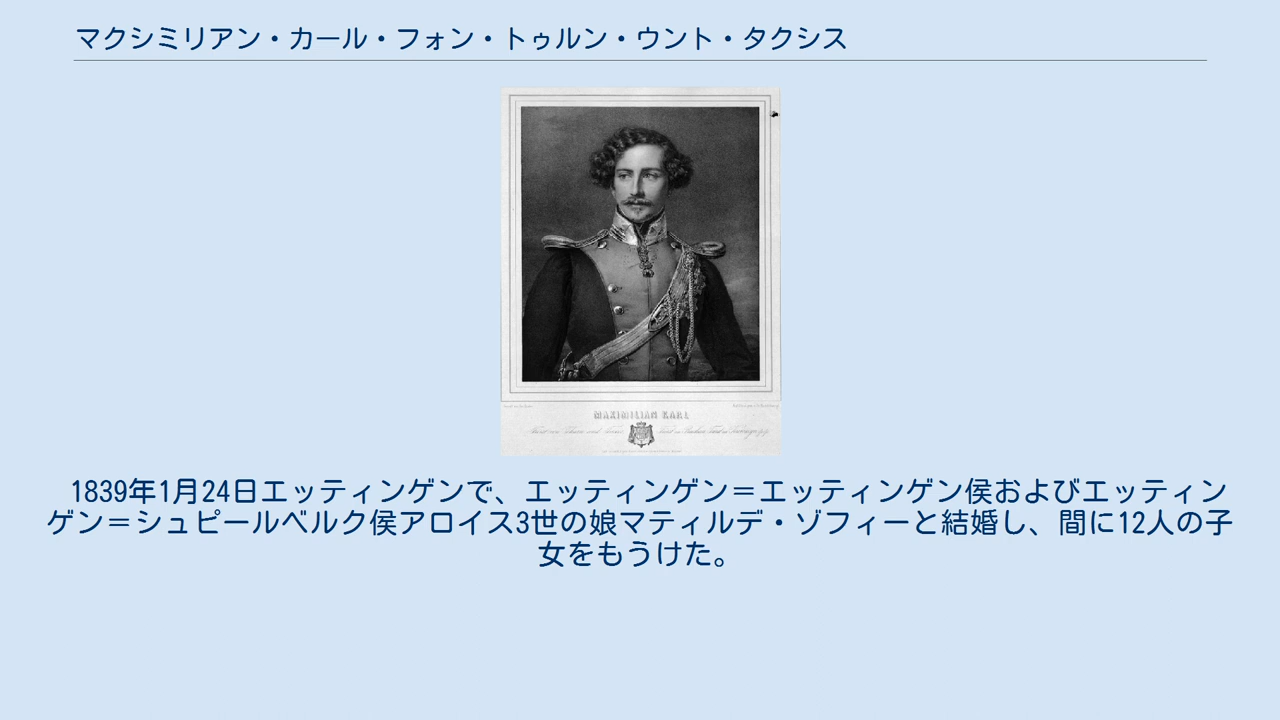 マクシミリアン・カール・フォン・トゥルン・ウント・タクシス
MAXIMILIAN KARL
1839年1月24日エッティンゲンで、エッティンゲン＝エッティンゲン侯およびエッティン
ゲン＝シュピールベルク侯アロイス3世の娘マティルデ・ゾフィーと結婚し、間に12人の子
女をもうけた。